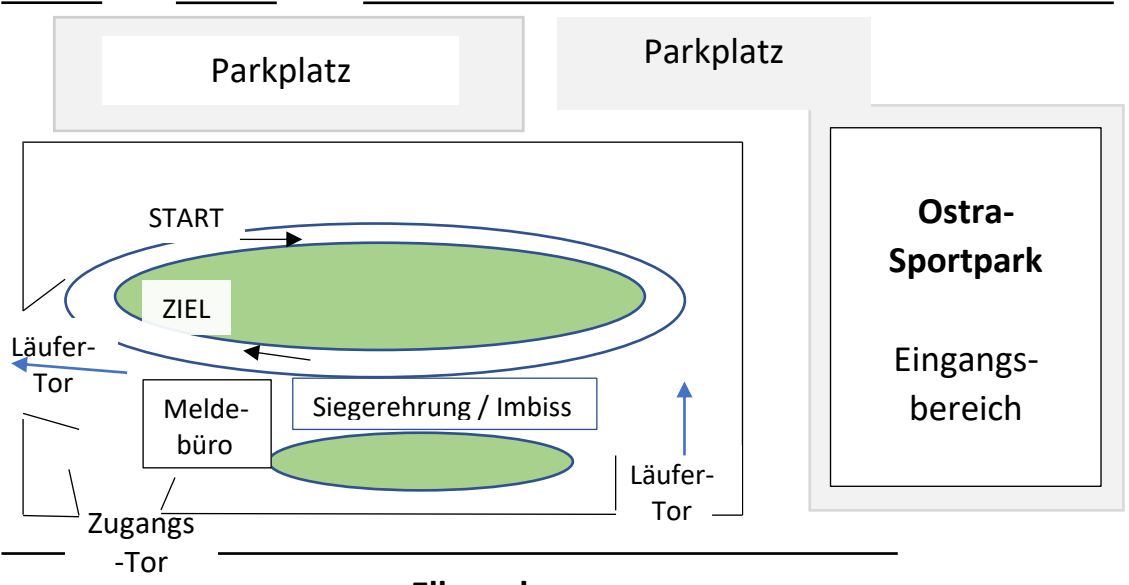 Parkplatz
Parkplatz
START
Ostra-
Sportpark
ZIEL
Läufer-
Tor
Eingangs-
bereich
Melde-
büro
Siegerehrung / Imbiss
Läufer-
Tor
Zugangs
-Tor